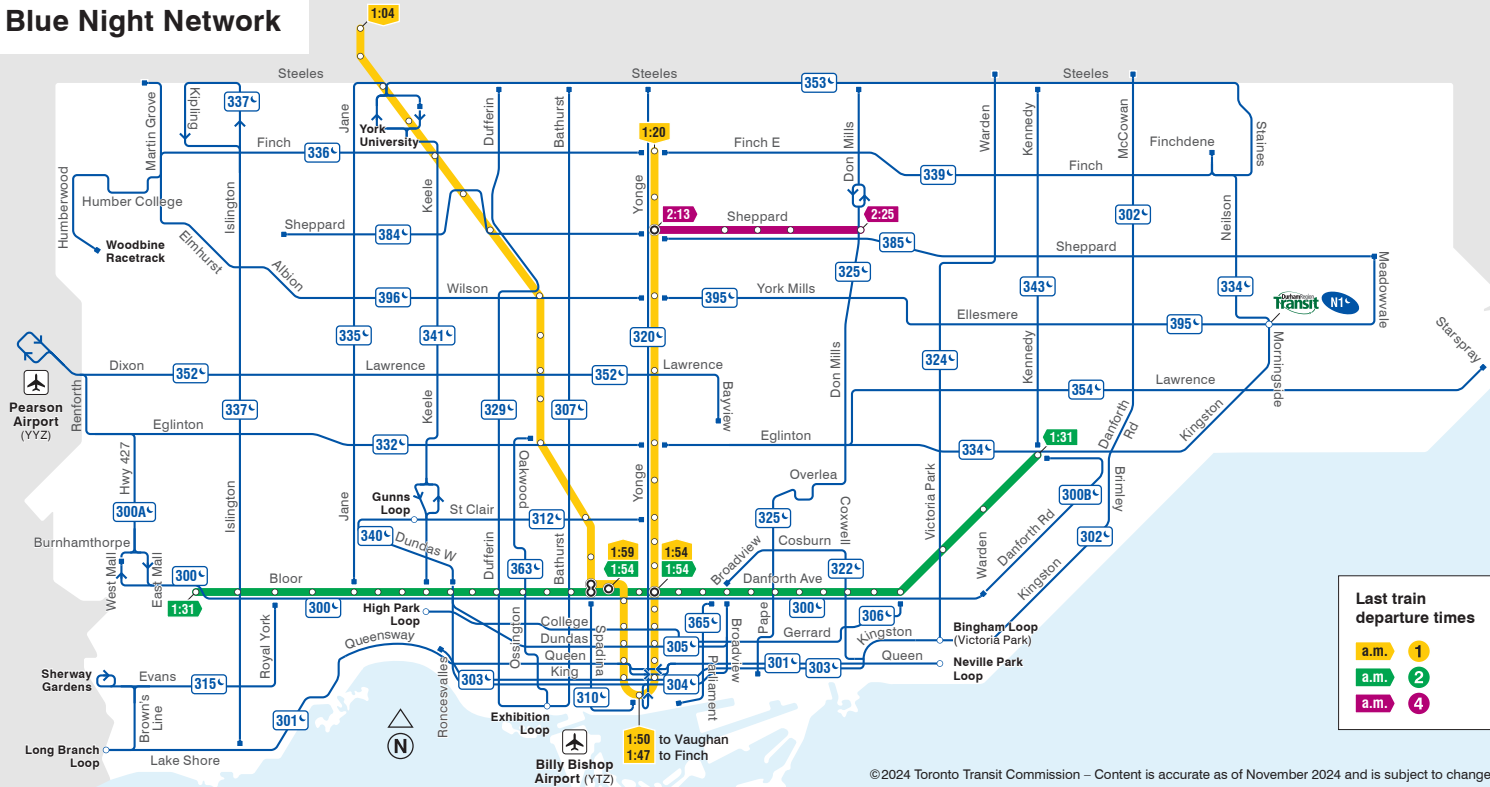 Blue Night Network
1:04
Steeles
Steeles
353
Steeles
337
Martin Grove
Kipling
Jane
York
University
Dufferin
Bathurst
1:20
Don Mills
Warden
Kennedy
McCowan
Finchdene
Staines
Finch
336
Finch E
339
Finch
Humberwood
Humber College
Woodbine
Racetrack
Islington
Keele
Yonge
2:13
Sheppard
2:25
302
Neilson
Sheppard
384
385
Sheppard
Elmhurst
Albion
325
Meadowvale
396
Wilson
395
York Mills
343
334
DurhamRegion
Transit
N1
Ellesmere
395
Starspray
335
341
320
Dixon
352
Lawrence
352
Lawrence
324
Kennedy
Morningside
Pearson
Airport
(YYZ)
Renforth
337
Keele
329
307
Bayview
Don Mills
354
Lawrence
Kingston
Danforth
Rd
Eglinton
332
Eglinton
334
1:31
Hwy 427
Oakwood
Yonge
Overlea
Victoria Park
Brimley
300A
Islington
Jane
Gunns
Loop
St Clair
312
325
Coxwell
300B
Burnhamthorpe
340
Dundas W
Dufferin
Bathurst
1:59
1:54
1:54
1:54
Broadview
Cosburn
Danforth Rd
302
West Mall
East Mall
300
Bloor
363
322
Danforth Ave
Warden
Kingston
1:31
300
High Park
Loop
300
306
Last train
departure times
a.m. 1
a.m. 2
a.m. 4
Royal York
Queensway
Ossington
College
Dundas
Queen
King
Spadina
365
305
Broadview
Pape
Gerrard
Kingston
Bingham Loop
(Victoria Park)
Queen
Neville Park
Loop
301
303
Sherway
Gardens
Evans
315
Brown's
Line
Roncesvalles
303
310
304
Parliament
301
Exhibition
Loop
N
Long Branch
Loop
Lake Shore
Billy Bishop
Airport (YTZ)
1:50 to Vaughan
1:47 to Finch
©2024 Toronto Transit Commission – Content is accurate as of November 2024 and is subject to change